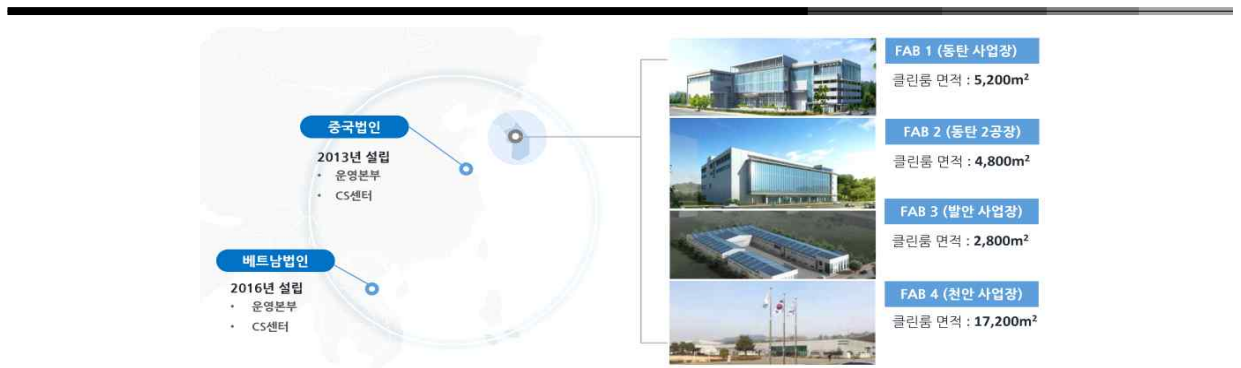 중국법인
2013년 설립
• 운영본부
• CS센터
베트남법인
2016년 설립
• 운영본부
• CS센터
FAB 1 (동탄 사업장)
클린룸 면적 : 5,200m²
FAB 2 (동탄 2공장)
클린룸 면적 : 4,800m²
FAB 3 (발안 사업장)
클린룸 면적 : 2,800m²
FAB 4 (천안 사업장)
클린룸 면적 : 17,200m²